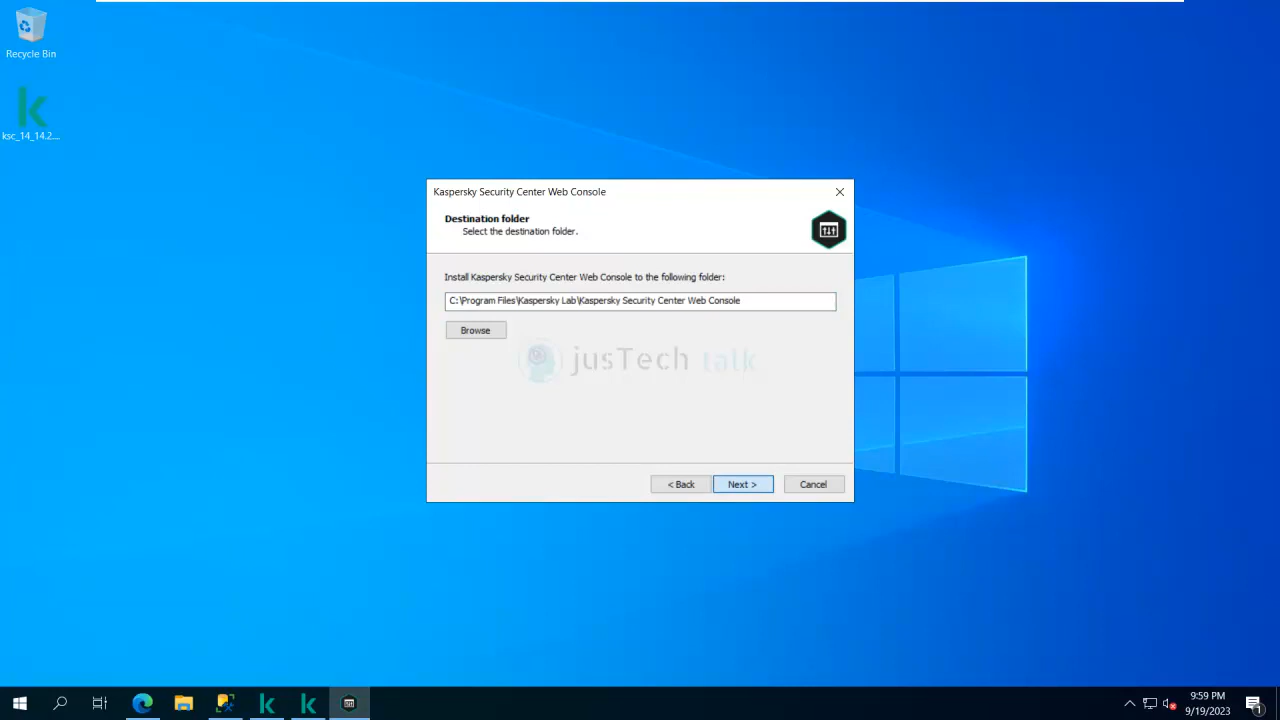 Recycle Bin
ksc_14_14.2....
Kaspersky Security Center Web Console
Destination folder
Select the destination folder.
Install Kaspersky Security Center Web Console to the following folder:
C:\Program Files\Kaspersky Lab\Kaspersky Security Center Web Console
Browse
jusTech talk
< Back
Next >
Cancel
9:59 PM
9/19/2023
1